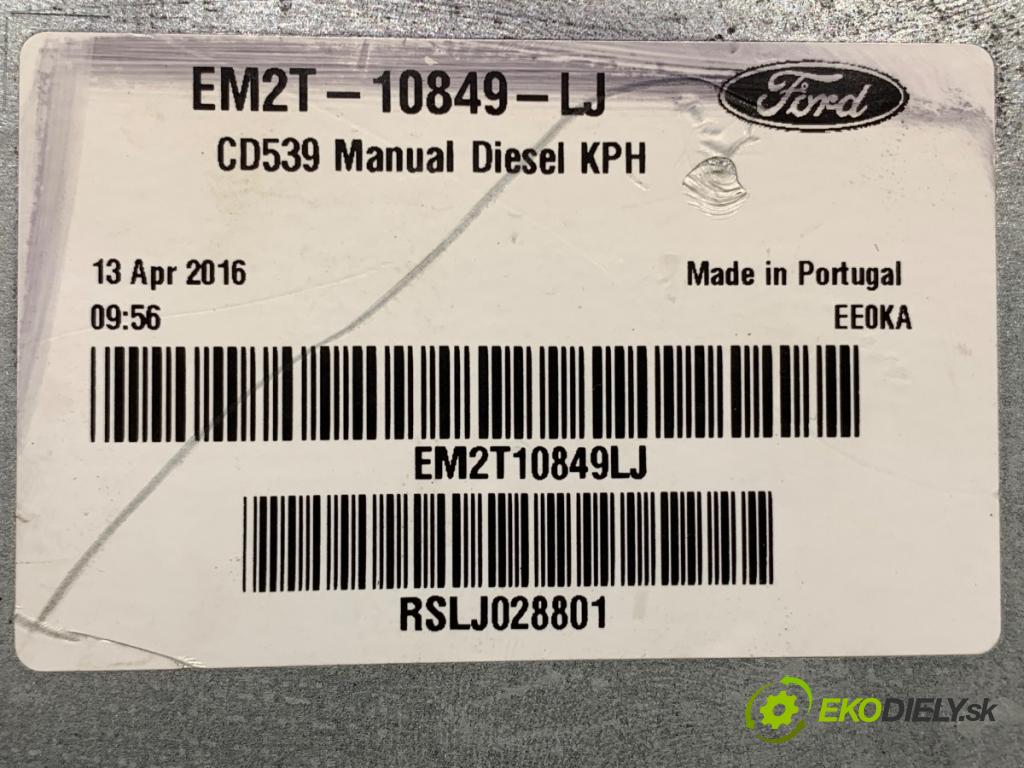 EM2T-10849-LJ
Ford
CD539 Manual Diesel KPH
13 Apr 2016
Made in Portugal
09:56
EE0KA
EM2T10849LJ
RSLJ028801
EKODIELY.sk